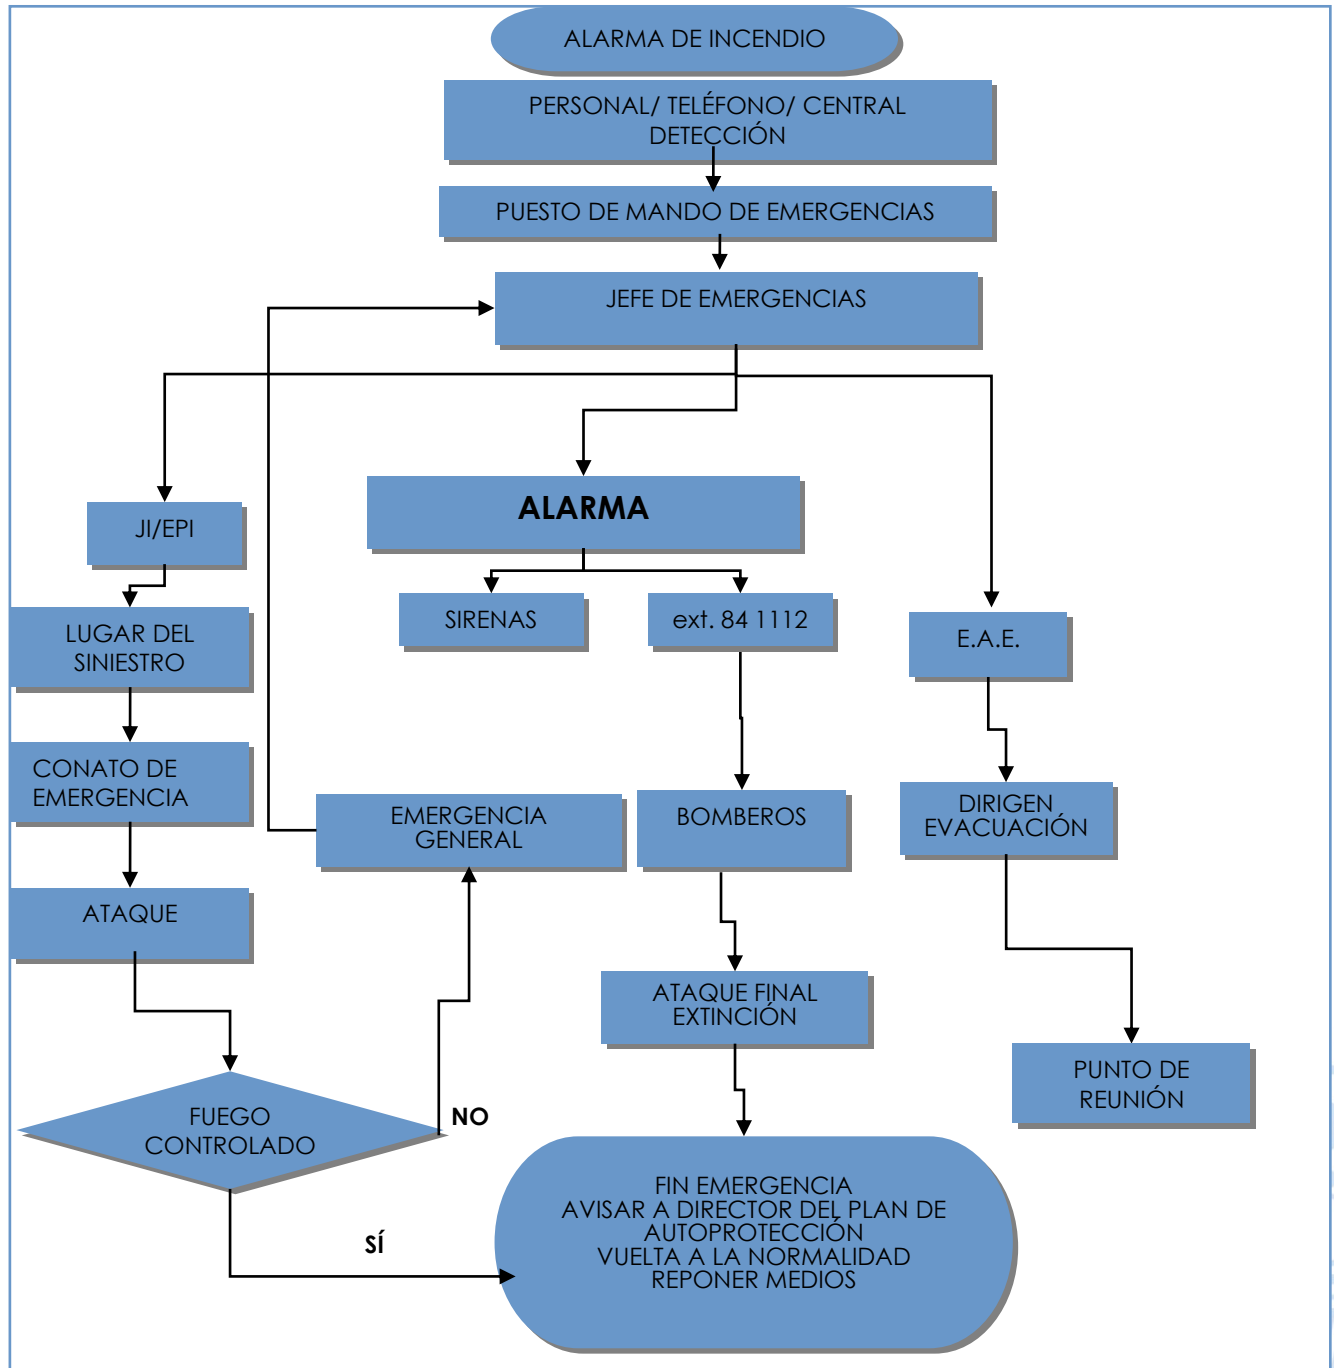 ALARMA DE INCENDIO
PERSONAL/ TELÉFONO/ CENTRAL
DETECCIÓN
PUESTO DE MANDO DE EMERGENCIAS
JEFE DE EMERGENCIAS
JI/EPI
LUGAR DEL
SINIESTRO
CONATO DE
EMERGENCIA
ATAQUE
FUEGO
CONTROLADO
NO
SÍ
EMERGENCIA
GENERAL
ALARMA
SIRENAS
ext. 84 1112
BOMBEROS
ATAQUE FINAL
EXTINCIÓN
E.A.E.
DIRIGEN
EVACUACIÓN
PUNTO DE
REUNIÓN
FIN EMERGENCIA
AVISAR A DIRECTOR DEL PLAN DE
AUTOPROTECCIÓN
VUELTA A LA NORMALIDAD
REPONER MEDIOS